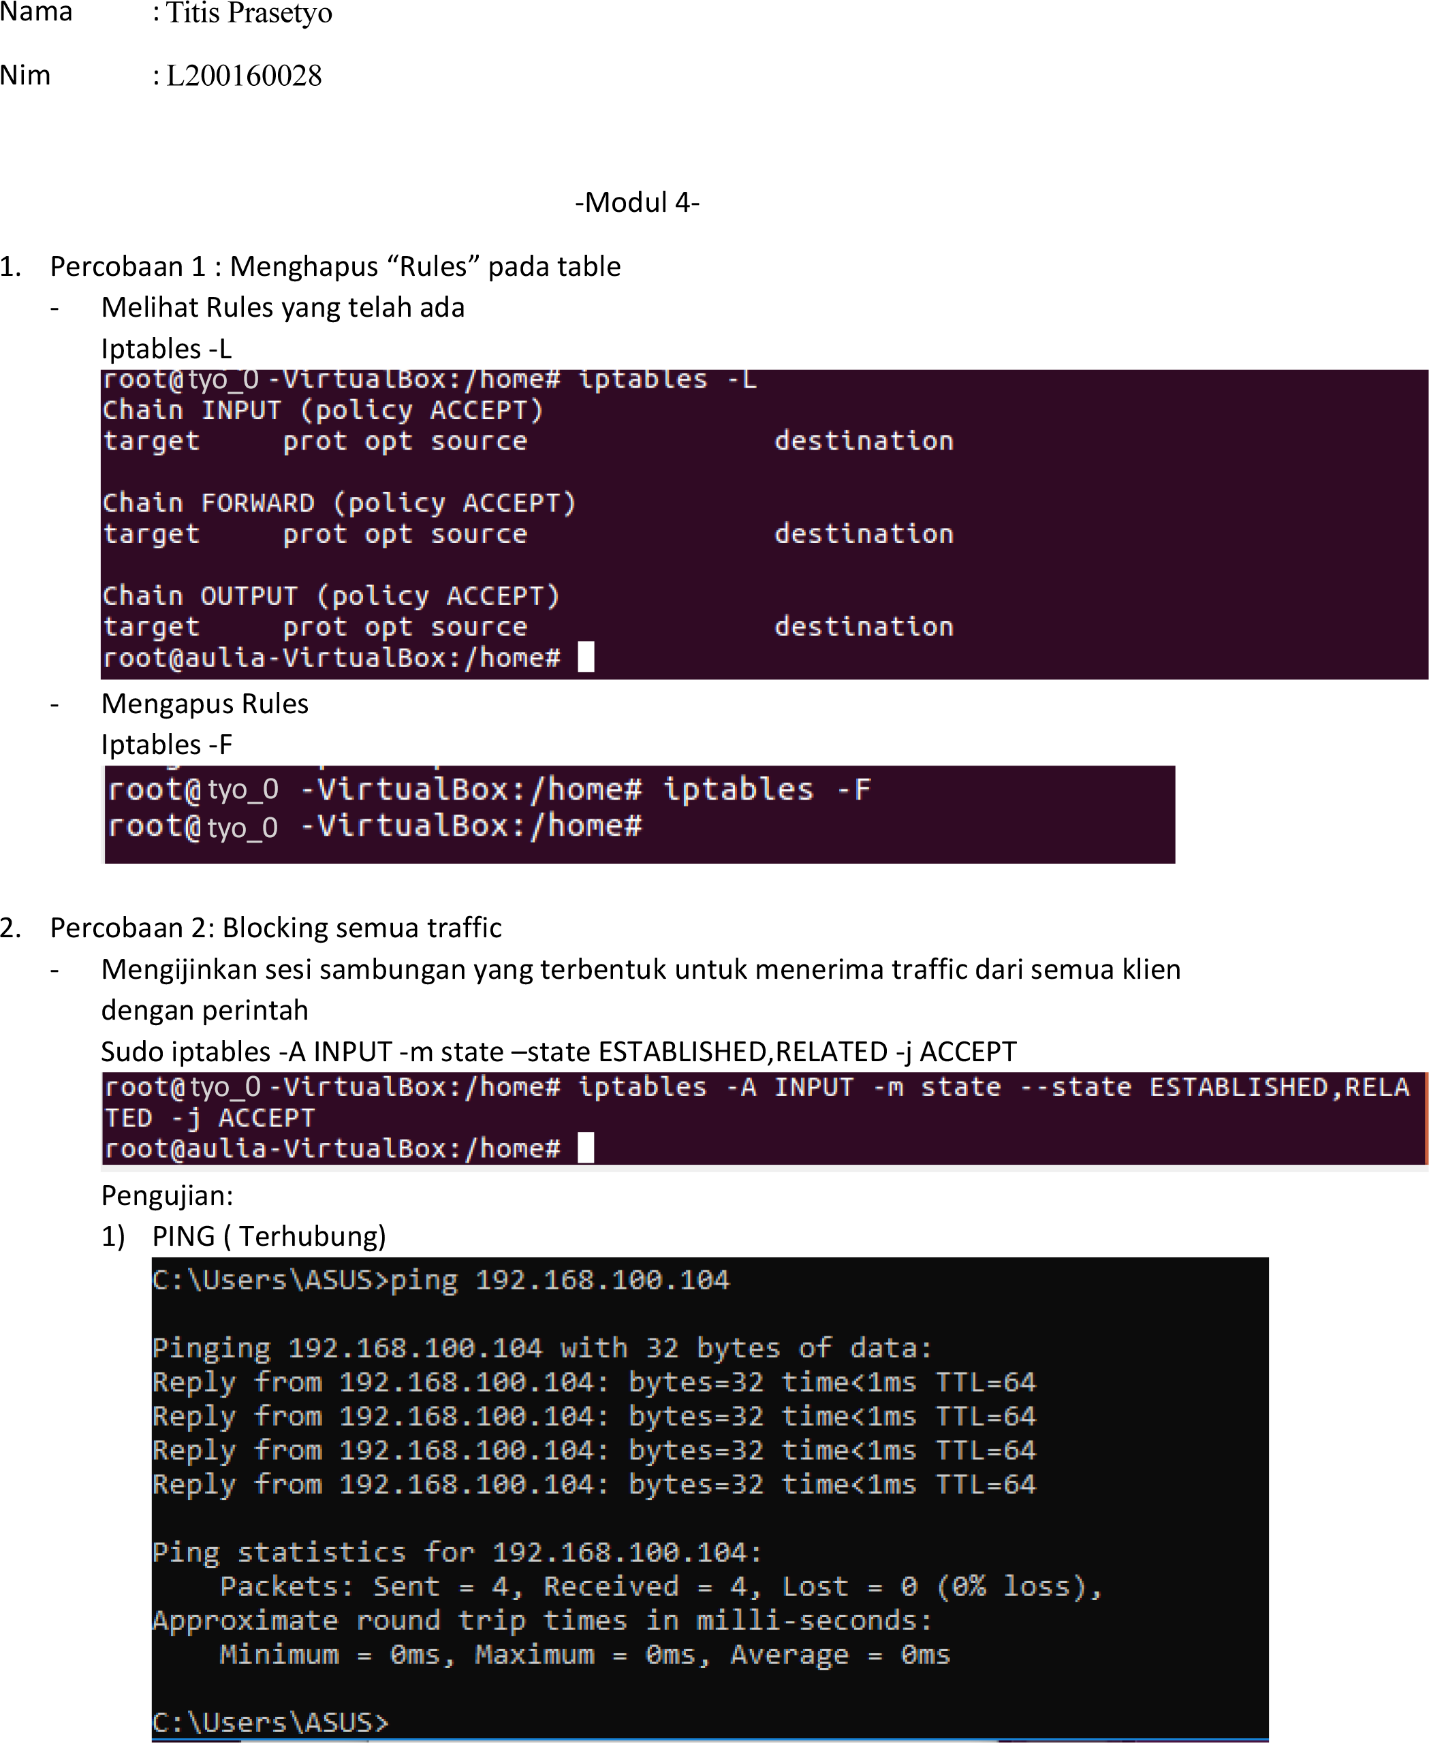 Nama : Titis Prasetyo
Nim : L200160028
-Modul 4-
1. Percobaan 1 : Menghapus “Rules” pada table
- Melihat Rules yang telah ada
Iptables -L
root@tyo_0 -VirtualBox:/home# iptables -L
Chain INPUT (policy ACCEPT)
target prot opt source destination
Chain FORWARD (policy ACCEPT)
target prot opt source destination
Chain OUTPUT (policy ACCEPT)
target prot opt source destination
root@aulia-VirtualBox:/home#
- Mengapus Rules
Iptables -F
root@tyo_0 -VirtualBox:/home# iptables -F
root@tyo_0 -VirtualBox:/home#
2. Percobaan 2: Blocking semua traffic
- Mengijinkan sesi sambungan yang terbentuk untuk menerima traffic dari semua klien
dengan perintah
Sudo iptables -A INPUT -m state –state ESTABLISHED,RELATED -j ACCEPT
root@tyo_0 -VirtualBox:/home# iptables -A INPUT -m state --state ESTABLISHED,RELA
TED -j ACCEPT
root@aulia-VirtualBox:/home#
Pengujian:
1) PING ( Terhubung)
C:\Users\ASUS>ping 192.168.100.104
Pinging 192.168.100.104 with 32 bytes of data:
Reply from 192.168.100.104: bytes=32 time<1ms TTL=64
Reply from 192.168.100.104: bytes=32 time<1ms TTL=64
Reply from 192.168.100.104: bytes=32 time<1ms TTL=64
Reply from 192.168.100.104: bytes=32 time<1ms TTL=64
Ping statistics for 192.168.100.104:
Packets: Sent = 4, Received = 4, Lost = 0 (0% loss),
Approximate round trip times in milli-seconds:
Minimum = 0ms, Maximum = 0ms, Average = 0ms
C:\Users\ASUS>